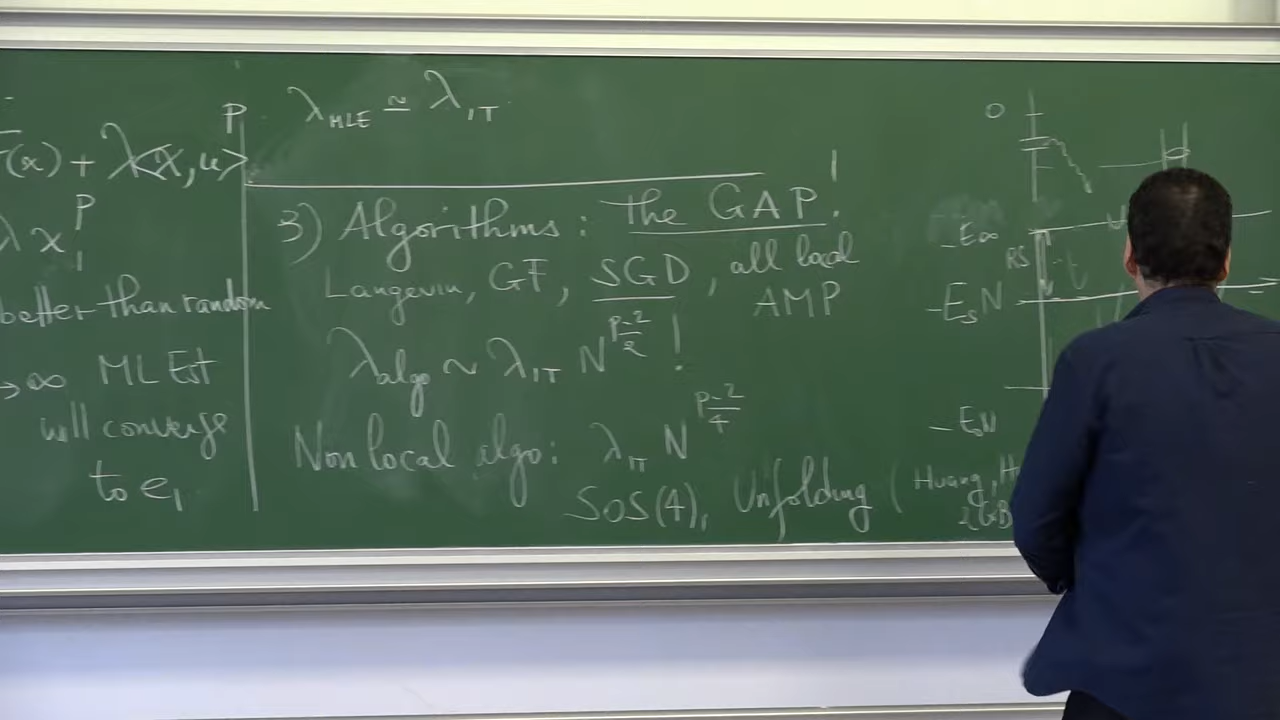 (x) + λ<x,u>^P
λ x_1^P
better than random
→ ∞ ML Est
will converge
to e_1
λ_MLE ≃ λ_IT
3) Algorithms: the GAP!
Langevin, GF, SGD, all local
AMP
λ_algo ~ λ_IT N^{(P-2)/2} !
Non local algo: λ_IT N^{(P-2)/4}
SOS(4), Unfolding ( Huang, H
0
-E∞
RS
-E_s N
-E_0 N